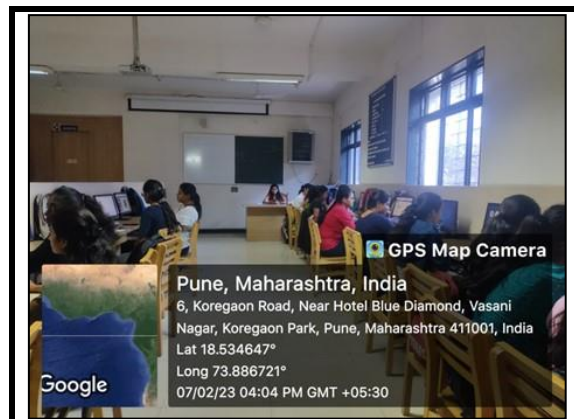 GPS Map Camera
Pune, Maharashtra, India
6, Koregaon Road, Near Hotel Blue Diamond, Vasani
Nagar, Koregaon Park, Pune, Maharashtra 411001, India
Lat 18.534647°
Long 73.886721°
07/02/23 04:04 PM GMT +05:30
Google